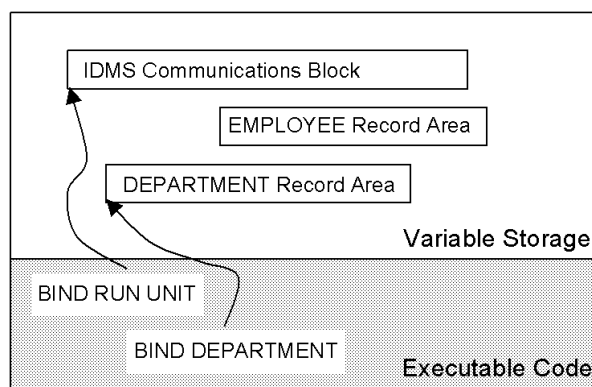 IDMS Communications Block
EMPLOYEE Record Area
DEPARTMENT Record Area
Variable Storage
BIND RUN UNIT
BIND DEPARTMENT
Executable Code